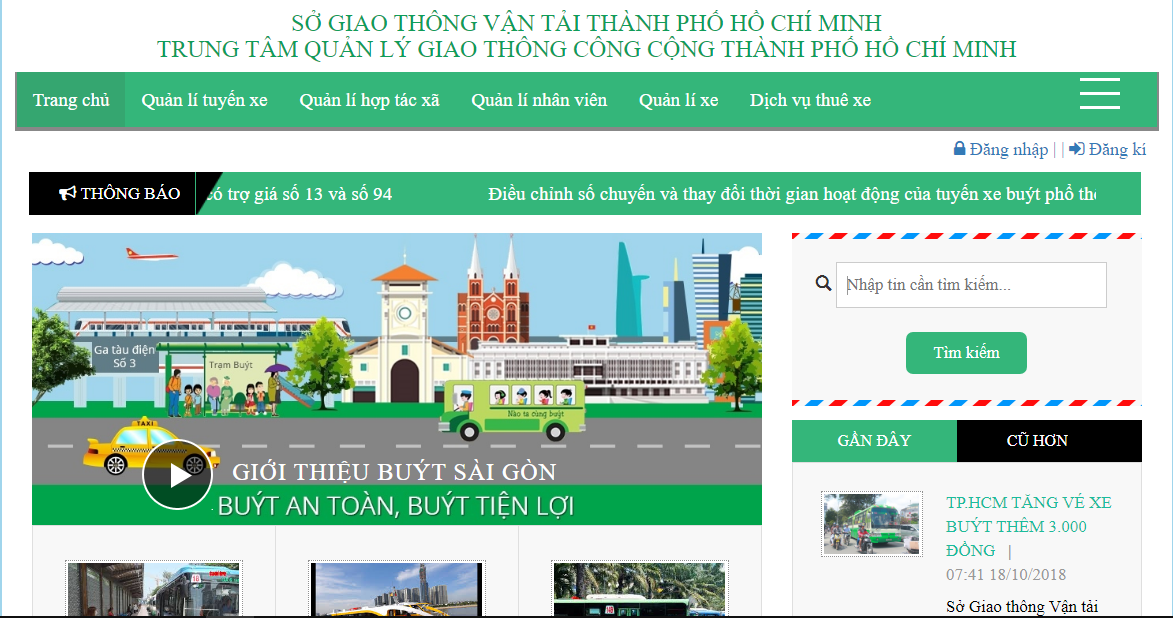 SỞ GIAO THÔNG VẬN TẢI THÀNH PHỐ HỒ CHÍ MINH
TRUNG TÂM QUẢN LÝ GIAO THÔNG CÔNG CỘNG THÀNH PHỐ HỒ CHÍ MINH
Trang chủ Quản lí tuyến xe Quản lí hợp tác xã Quản lí nhân viên Quản lí xe Dịch vụ thuê xe
Đăng nhập | | Đăng kí
THÔNG BÁO có trợ giá số 13 và số 94 Điều chỉnh số chuyến và thay đổi thời gian hoạt động của tuyến xe buýt phổ
Ga tàu điện
Số 3
Trạm Buýt
Nào ta cùng buýt
TAXI
GIỚI THIỆU BUÝT SÀI GÒN
BUÝT AN TOÀN, BUÝT TIỆN LỢI
Nhập tin cần tìm kiếm...
Tìm kiếm
GẦN ĐÂY CŨ HƠN
TP.HCM TĂNG VÉ XE
BUÝT THÊM 3.000
ĐỒNG |
07:41 18/10/2018
Sở Giao thông Vận tải